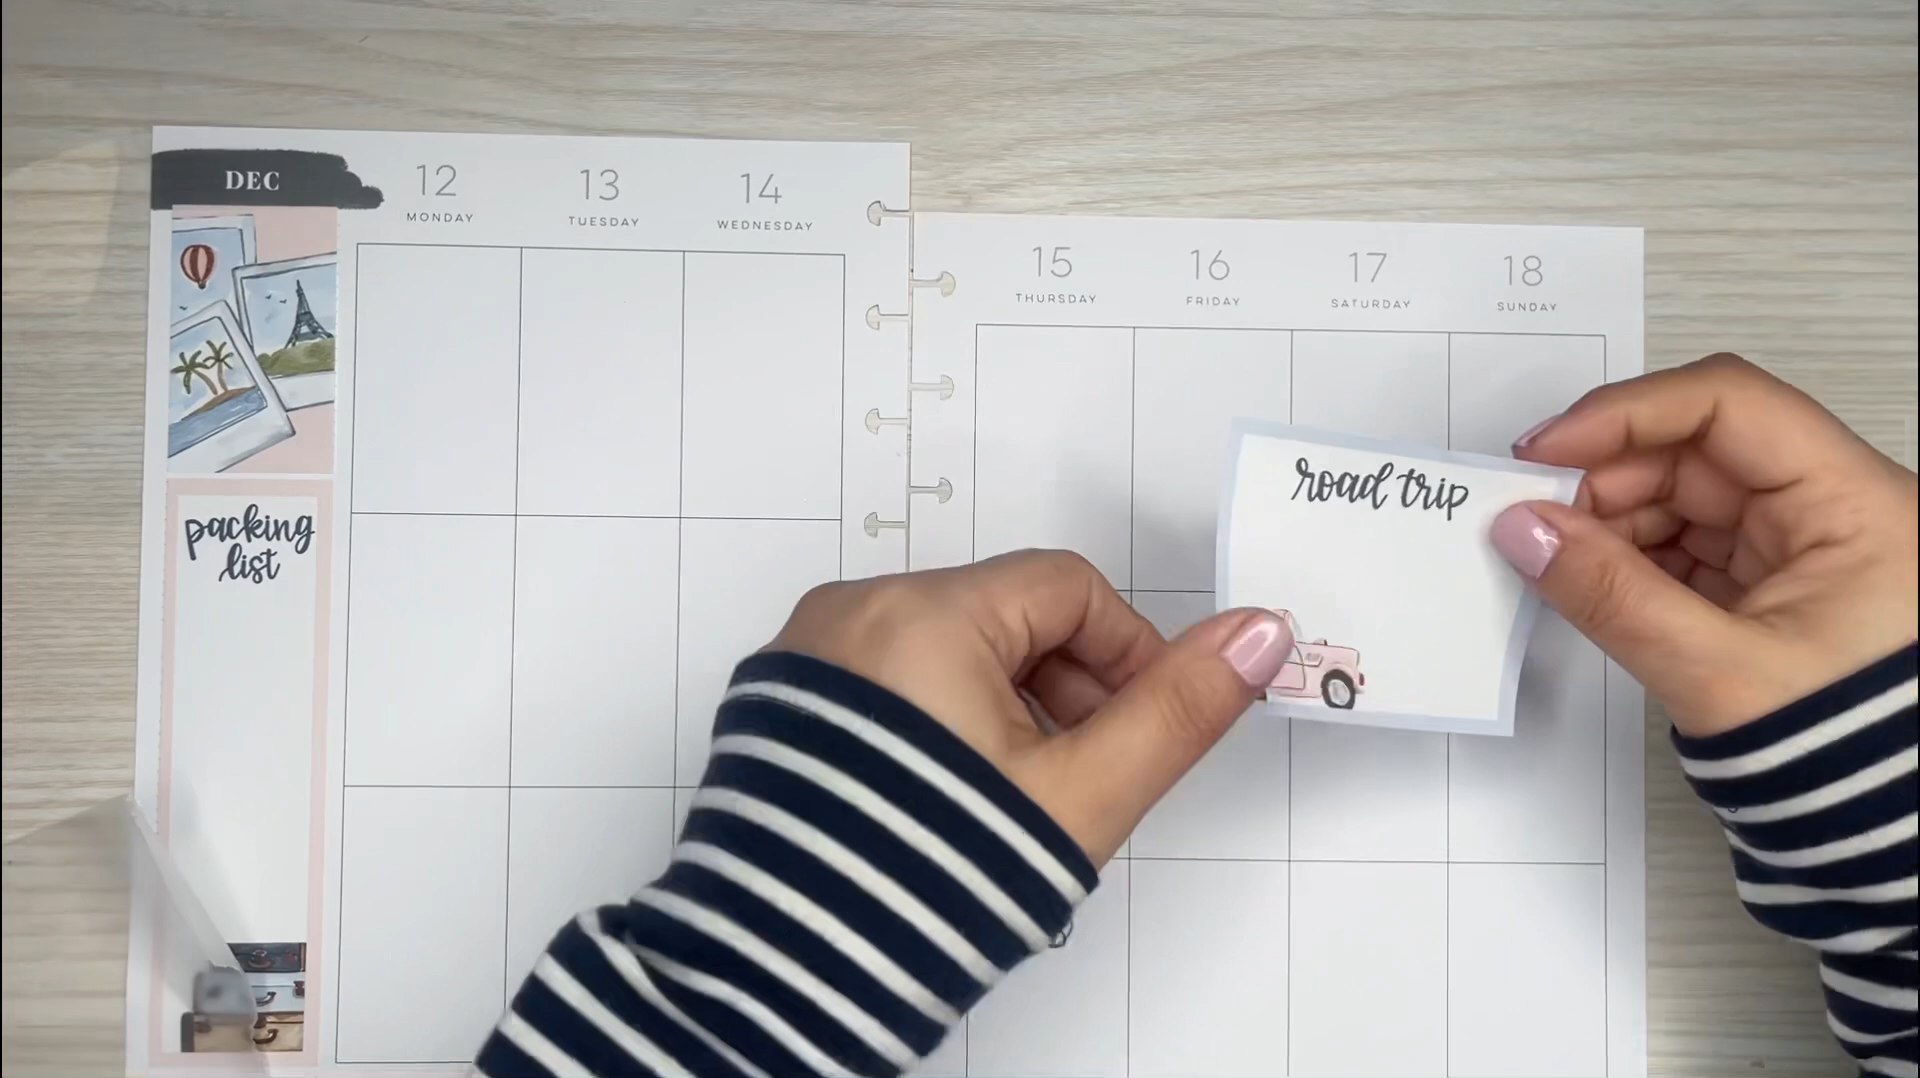 DEC
12
MONDAY
13
TUESDAY
14
WEDNESDAY
15
THURSDAY
16
FRIDAY
17
SATURDAY
18
SUNDAY
packing
list
road trip